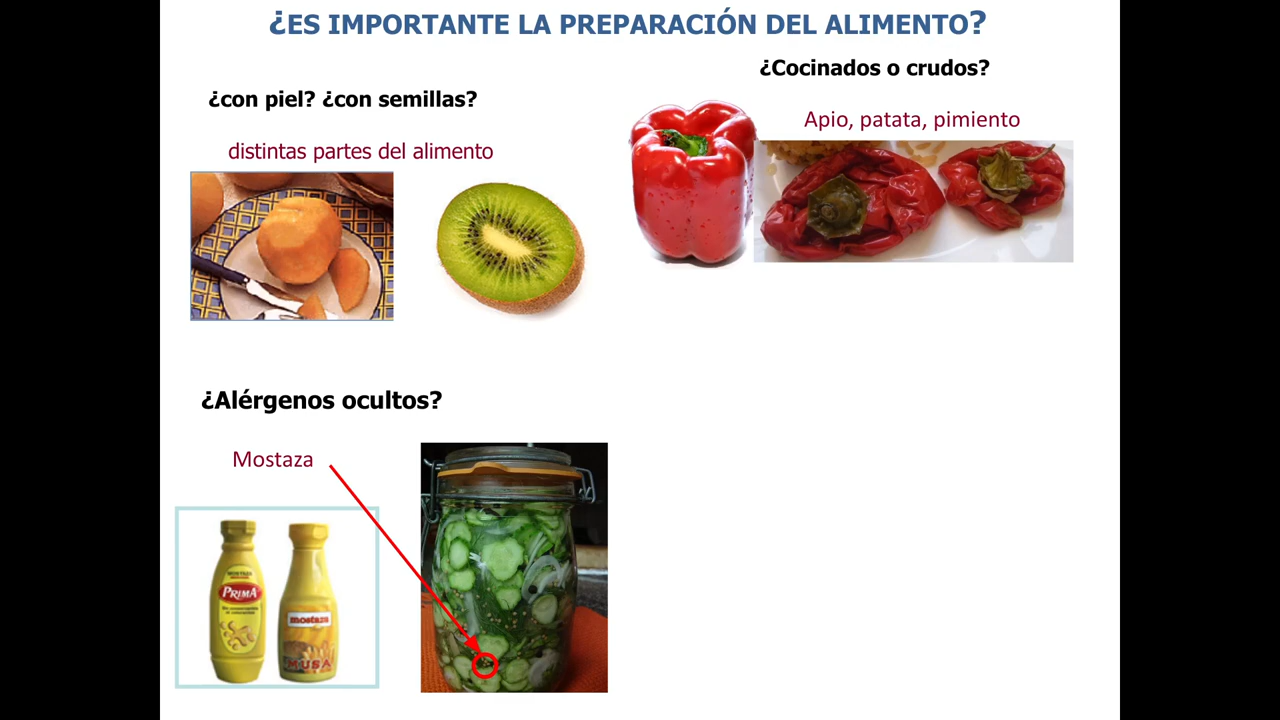 ¿ES IMPORTANTE LA PREPARACIÓN DEL ALIMENTO?
¿Cocinados o crudos?
¿con piel? ¿con semillas?
Apio, patata, pimiento
distintas partes del alimento
¿Alérgenos ocultos?
Mostaza
MOSTAZA
PRIMA
mostaza
MUSA